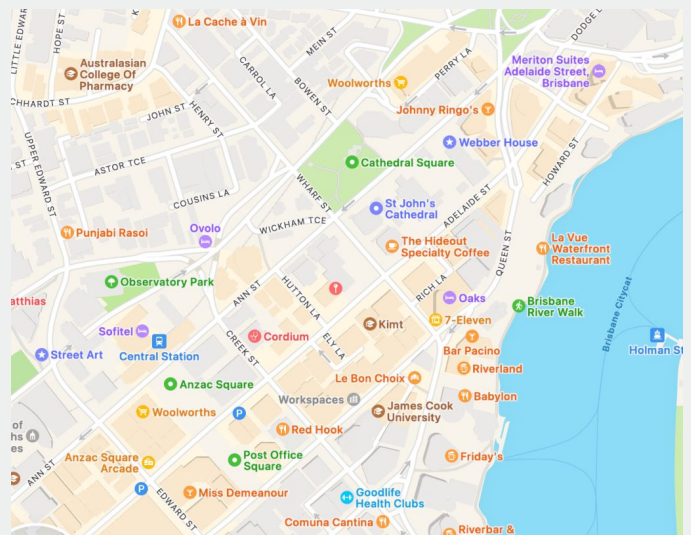 LITTLE EDWAR
HOPE ST
La Cache à Vin
MEIN ST
DODGE L
Australasian
College Of
Pharmacy
CARROL LA
BOWEN ST
Woolworths
PERRY LA
Meriton Suites
Adelaide Street,
Brisbane
CHHARDT ST
JOHN ST
HENRY ST
Johnny Ringo's
UPPER EDWARD ST
ST
ASTOR TCE
Cathedral Square
Webber House
HOWARD ST
COUSINS LA
WHARF ST
St John's
Cathedral
ADELAIDE ST
Punjabi Rasoi
Ovolo
WICKHAM TCE
The Hideout
Specialty Coffee
QUEEN ST
La Vue
Waterfront
Restaurant
Observatory Park
ANN ST
HUTTON LA
RICH LA
Oaks
Brisbane
River Walk
Brisbane Citycat
atthias
Sofitel
Street Art
Central Station
CREEK ST
Cordium
ELY LA
Kimt
7-Eleven
Bar Pacino
Holman St
Anzac Square
Le Bon Choix
Riverland
Woolworths
P
Workspaces
James Cook
University
Babylon
of
hs
es
Red Hook
ANN ST
Anzac Square
Arcade
Post Office
Square
Friday's
P
EDWARD ST
Miss Demeanour
Goodlife
Health Clubs
Comuna Cantina
Riverbar &